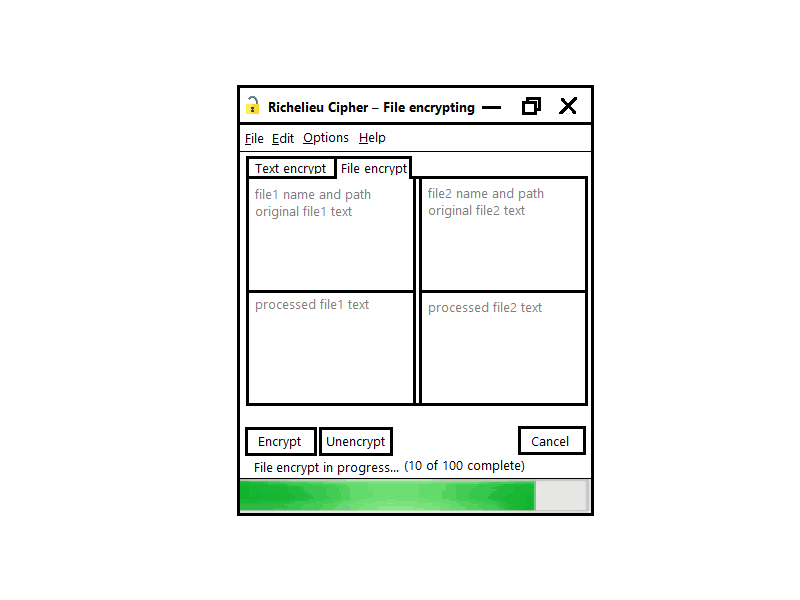 Richelieu Cipher – File encrypting
File Edit Options Help
Text encrypt File encrypt
file1 name and path
original file1 text
file2 name and path
original file2 text
processed file1 text
processed file2 text
Encrypt Unencrypt Cancel
File encrypt in progress... (10 of 100 complete)